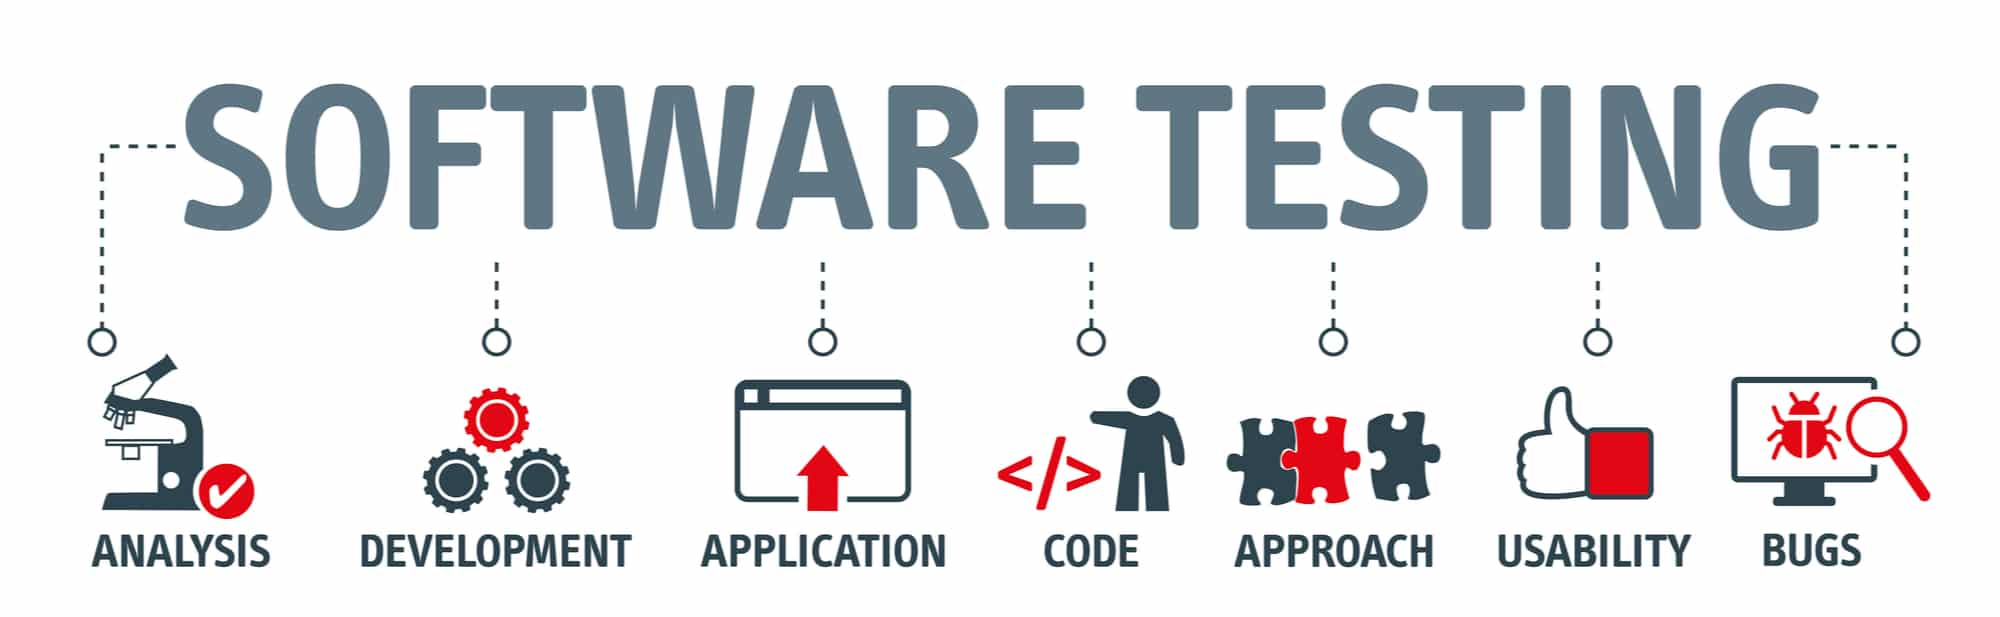 SOFTWARE TESTING
</>
ANALYSIS
DEVELOPMENT
APPLICATION
CODE
APPROACH
USABILITY
BUGS